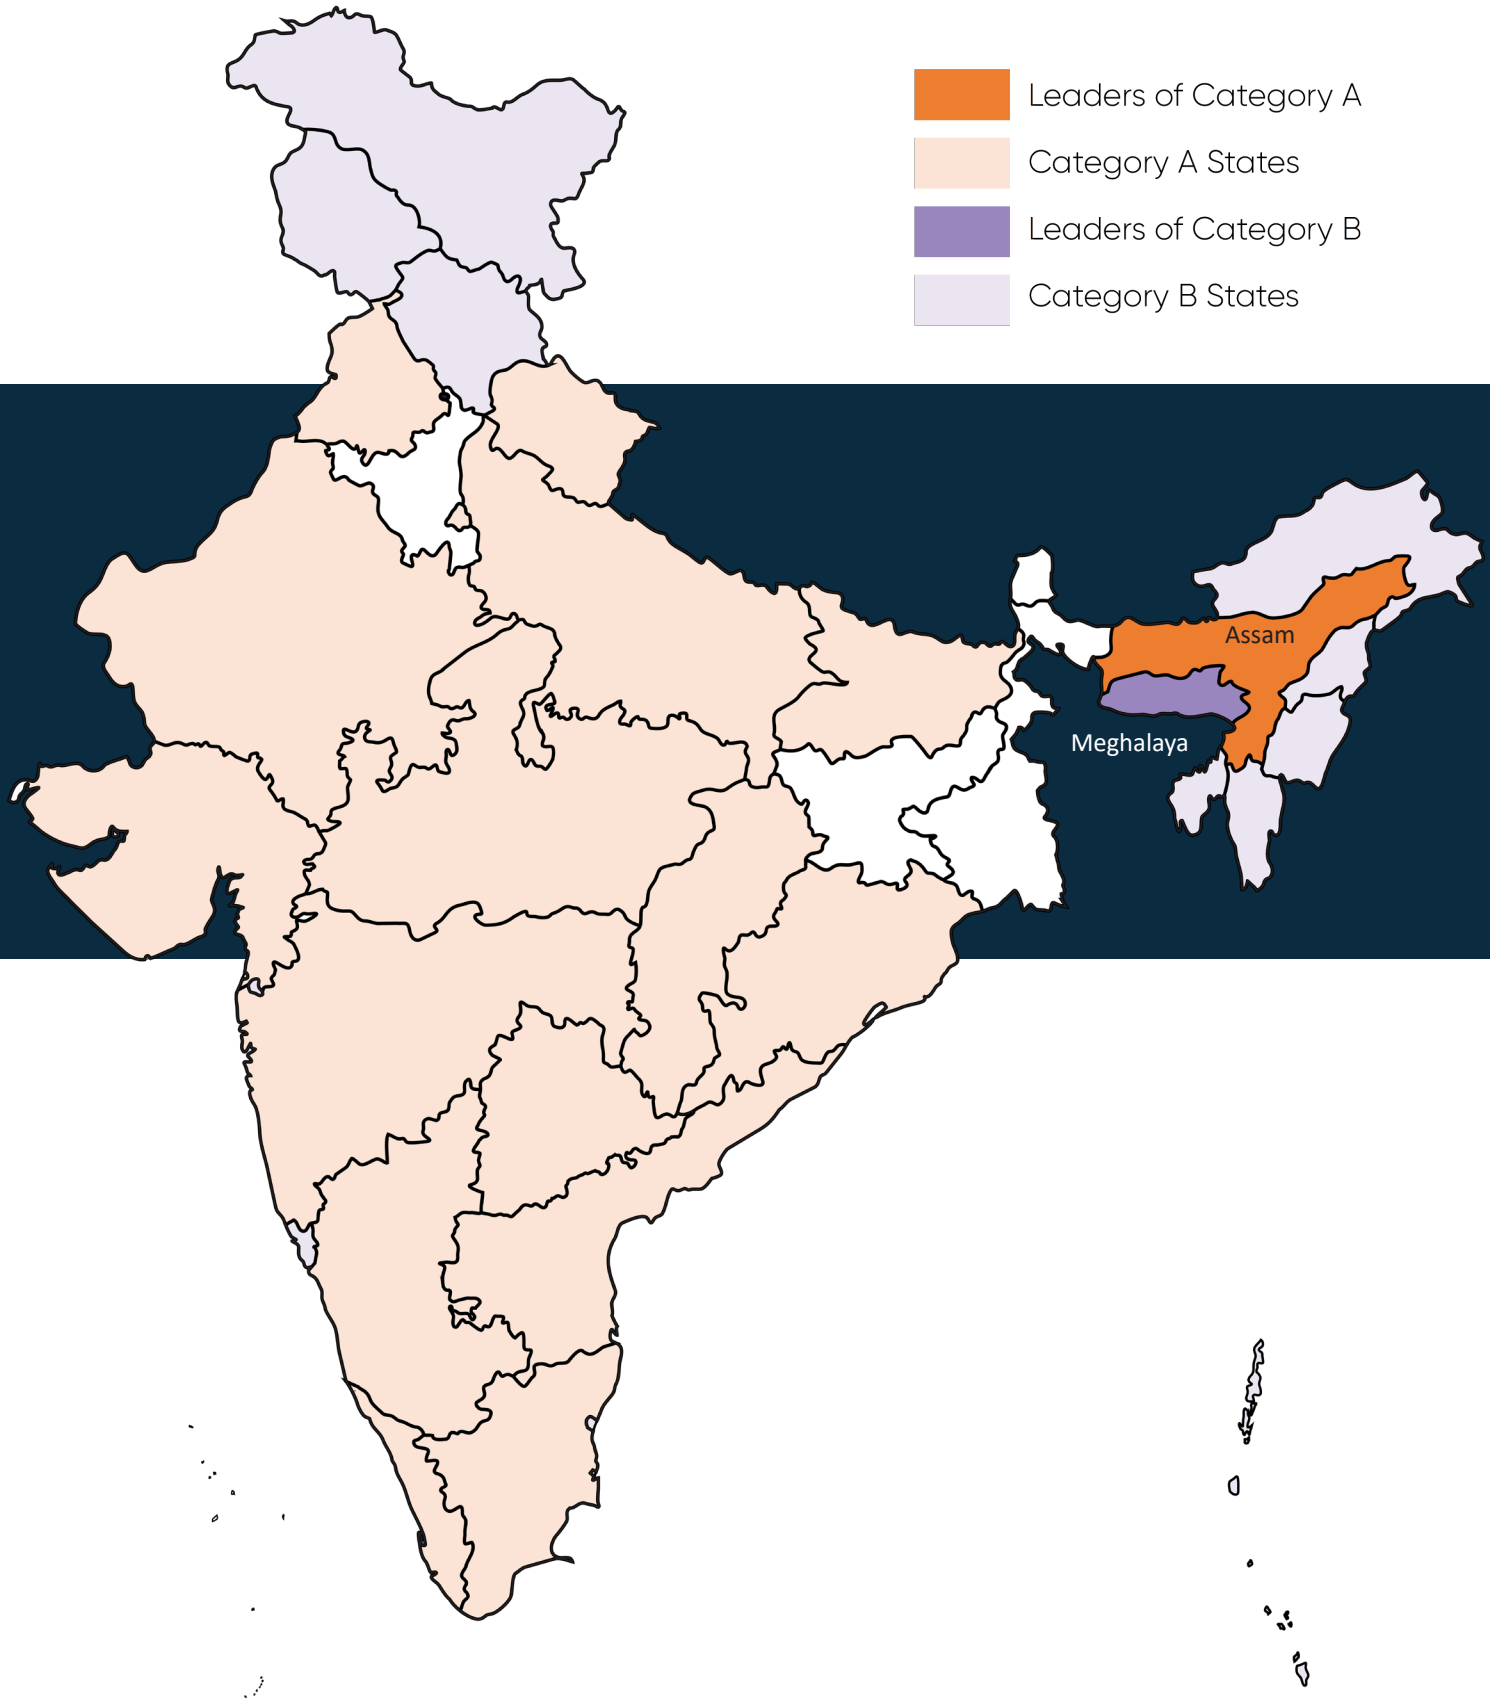 Leaders of Category A
Category A States
Leaders of Category B
Category B States
Assam
Meghalaya